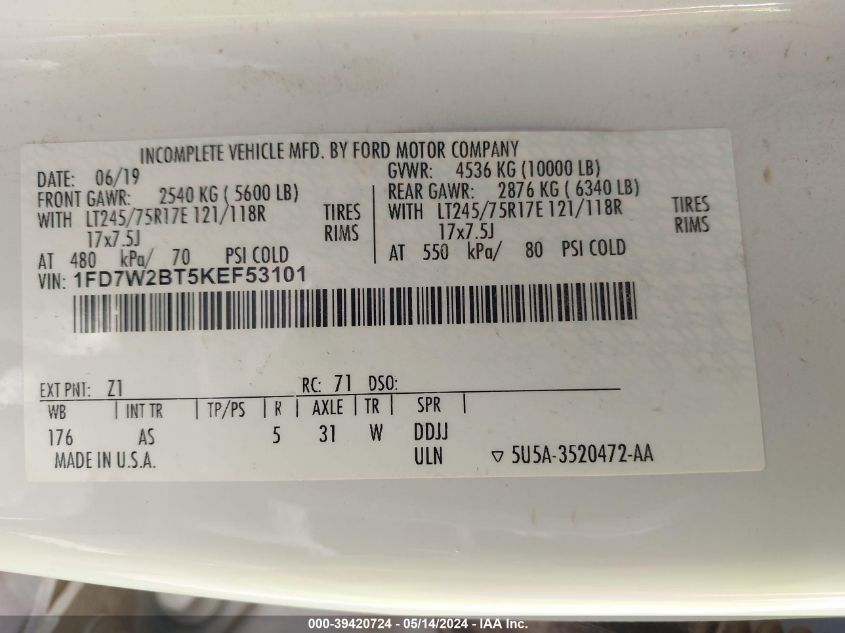 INCOMPLETE VEHICLE MFD. BY FORD MOTOR COMPANY
DATE: 06/19 GVWR: 4536 KG (10000 LB)
FRONT GAWR: 2540 KG ( 5600 LB) REAR GAWR: 2876 KG ( 6340 LB)
WITH LT245/75R17E 121/118R TIRES WITH LT245/75R17E 121/118R TIRES
17x7.5J RIMS 17x7.5J RIMS
AT 480 kPa/ 70 PSI COLD AT 550 kPa/ 80 PSI COLD
VIN: 1FD7W2BT5KEF53101
EXT PNT: Z1 RC: 71 DSO:
WB | INT TR | TP/PS | R | AXLE | TR | SPR |
176 AS 5 31 W DDJJ
MADE IN U.S.A. ULN ▽ 5U5A-3520472-AA
000-39420724 - 05/14/2024 - IAA Inc.